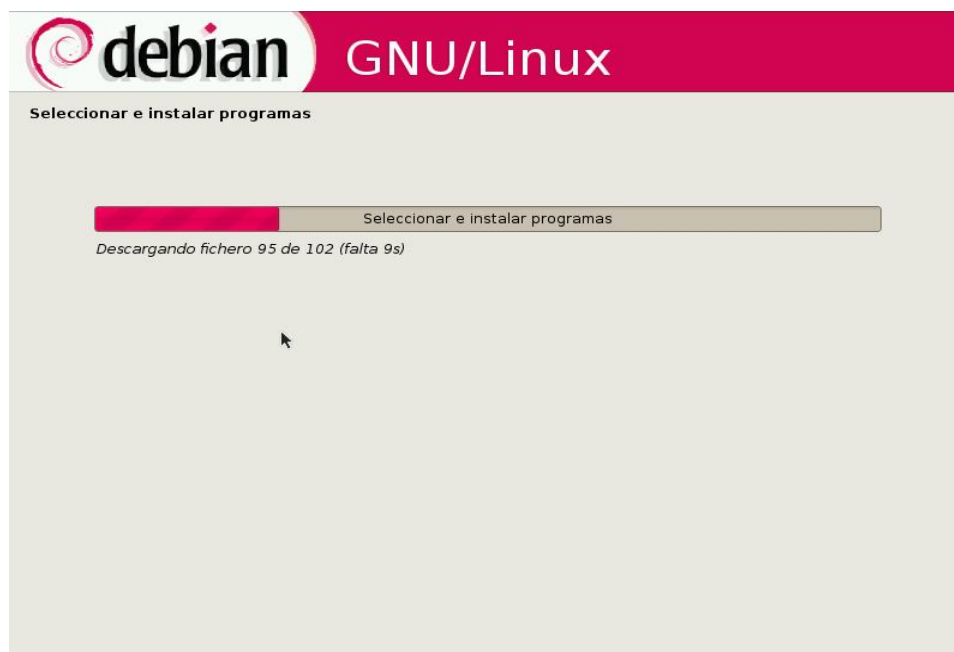 debian GNU/Linux
Seleccionar e instalar programas
Seleccionar e instalar programas
Descargando fichero 95 de 102 (falta 9s)